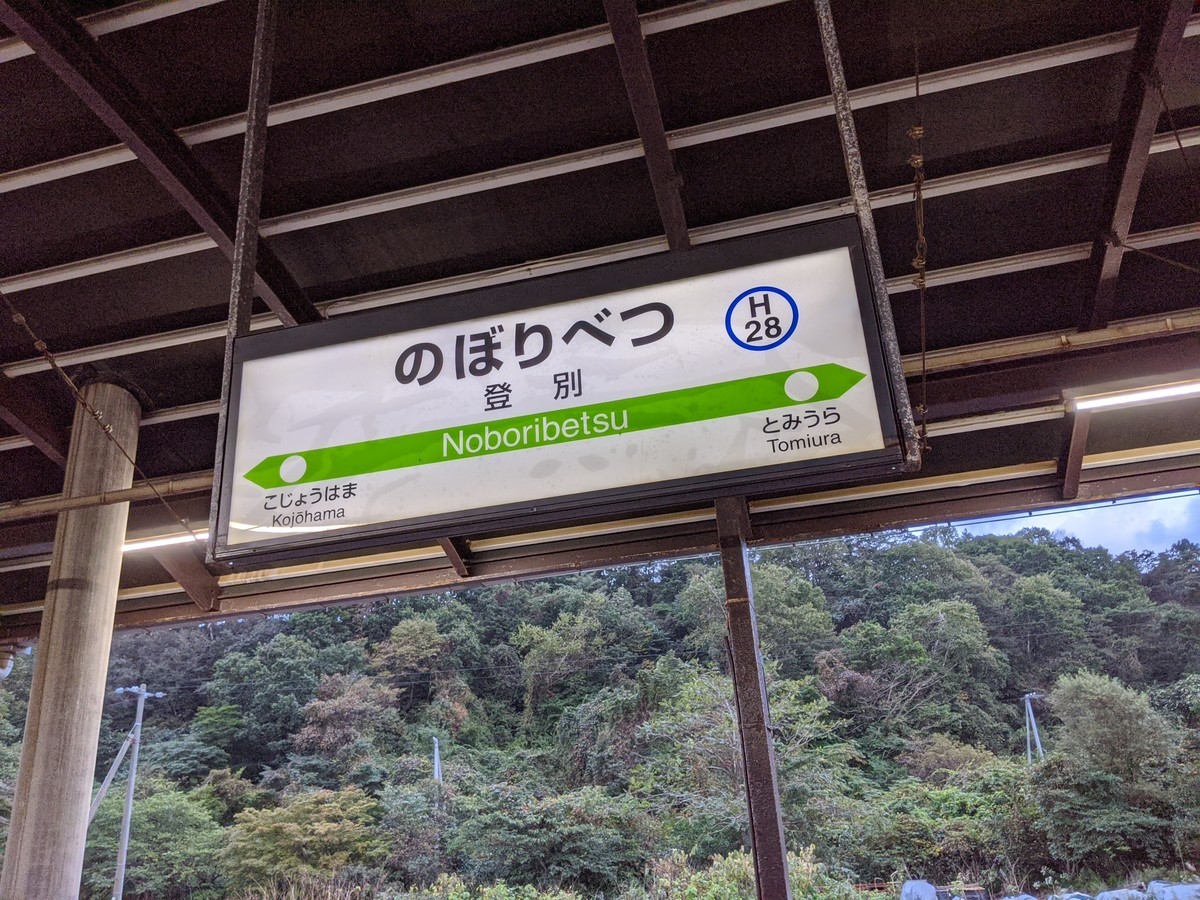 のぼりべつ
H
28
登別
Noboribetsu
こじょうはま
Kojōhama
とみうら
Tomiura